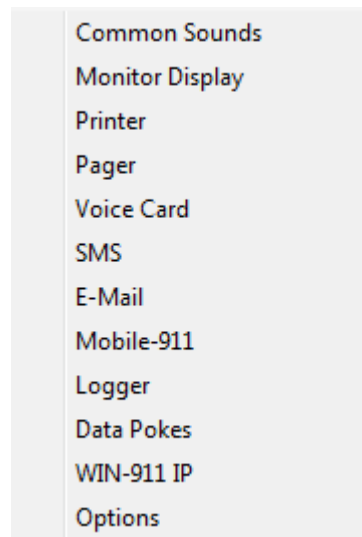 Common Sounds
Monitor Display
Printer
Pager
Voice Card
SMS
E-Mail
Mobile-911
Logger
Data Pokes
WIN-911 IP
Options